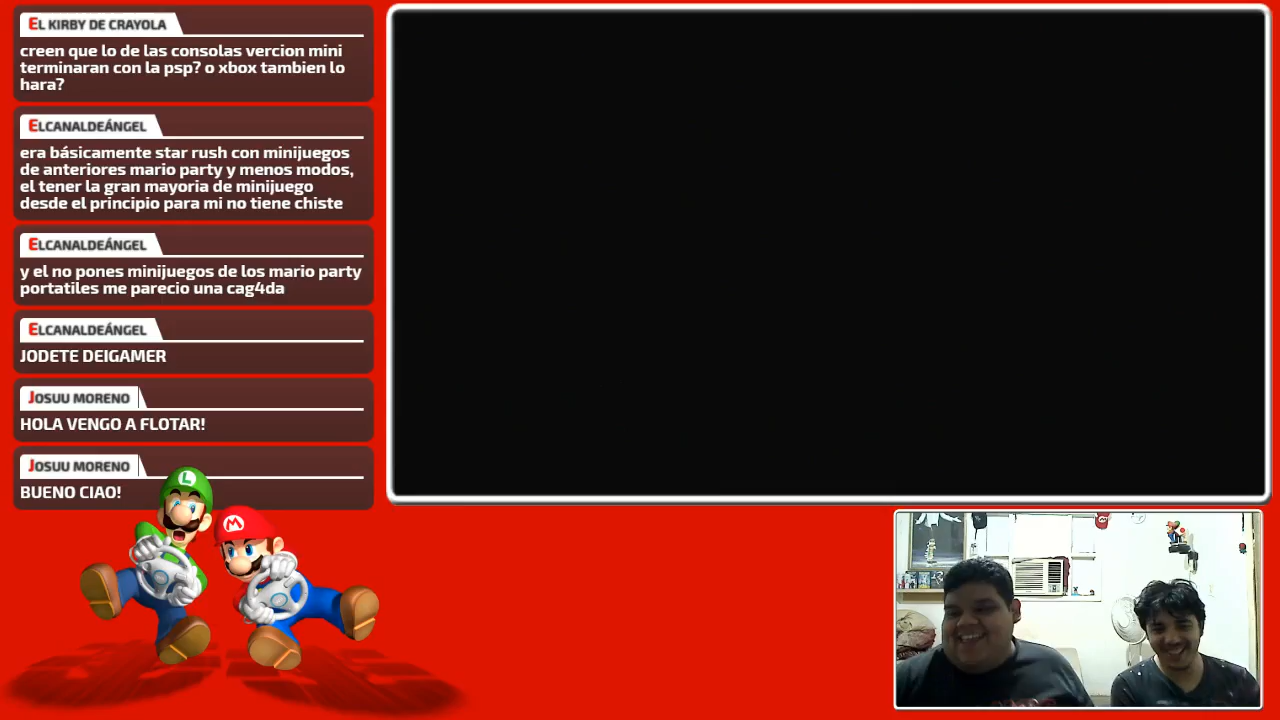 EL KIRBY DE CRAYOLA
creen que lo de las consolas vercion mini
terminaran con la psp? o xbox tambien lo
hara?
ELCANALDEÁNGEL
era básicamente star rush con minijuegos
de anteriores mario party y menos modos,
el tener la gran mayoria de minijuego
desde el principio para mi no tiene chiste
ELCANALDEÁNGEL
y el no pones minijuegos de los mario party
portatiles me parecio una cag4da
ELCANALDEÁNGEL
JODETE DEIGAMER
JOSUU MORENO
HOLA VENGO A FLOTAR!
JOSUU MORENO
BUENO CIAO!
L
M